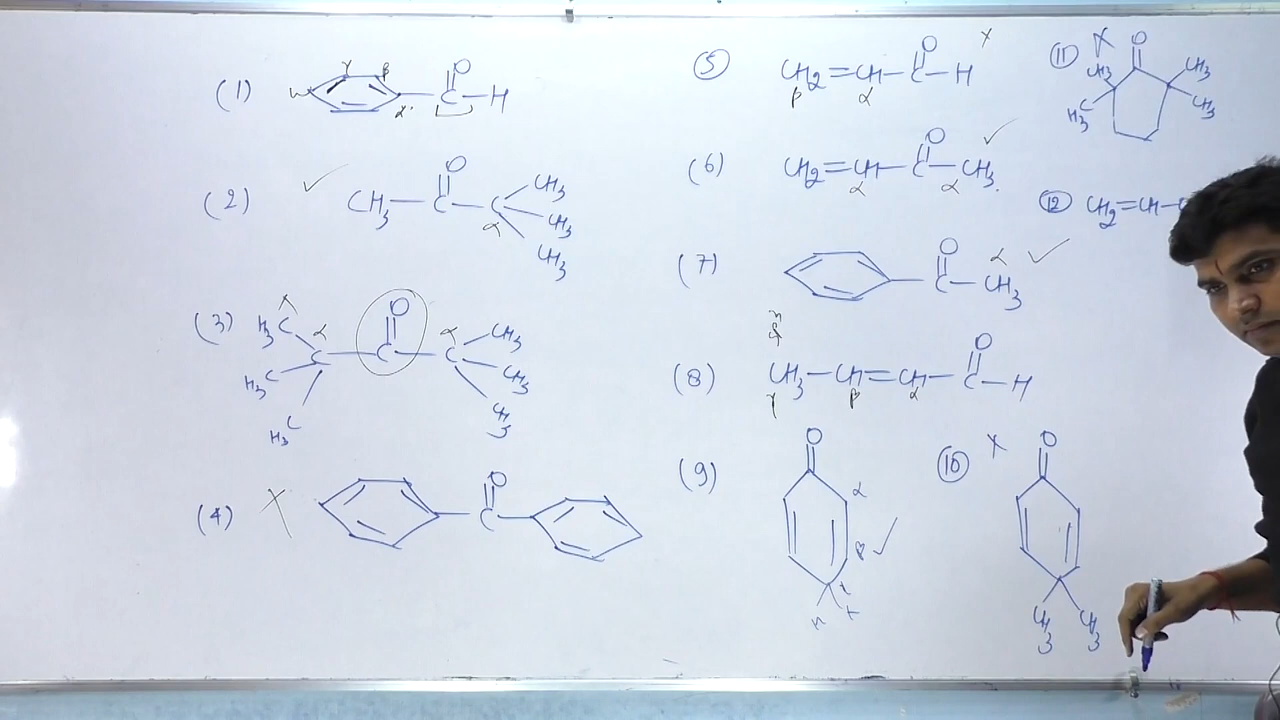 (1) γ β O
ω α C—H
(2) ✓ CH3—C—C CH3
O CH3
α CH3
(3) H3C α C O α C CH3
H3C CH3
H3C CH3
(4) X O
C
(5) X O
CH2=CH—C—H
β α
(6) ✓ O
CH2=CH—C—CH3
α α
(7) O α ✓
C—CH3
(8) H O
CH3—CH=CH—C—H
γ β α
(9) O
α
β ✓
γ
H H
(10) X O
CH3 CH3
(11) X O
CH3 CH3
H3C CH3
(12) CH2=CH—